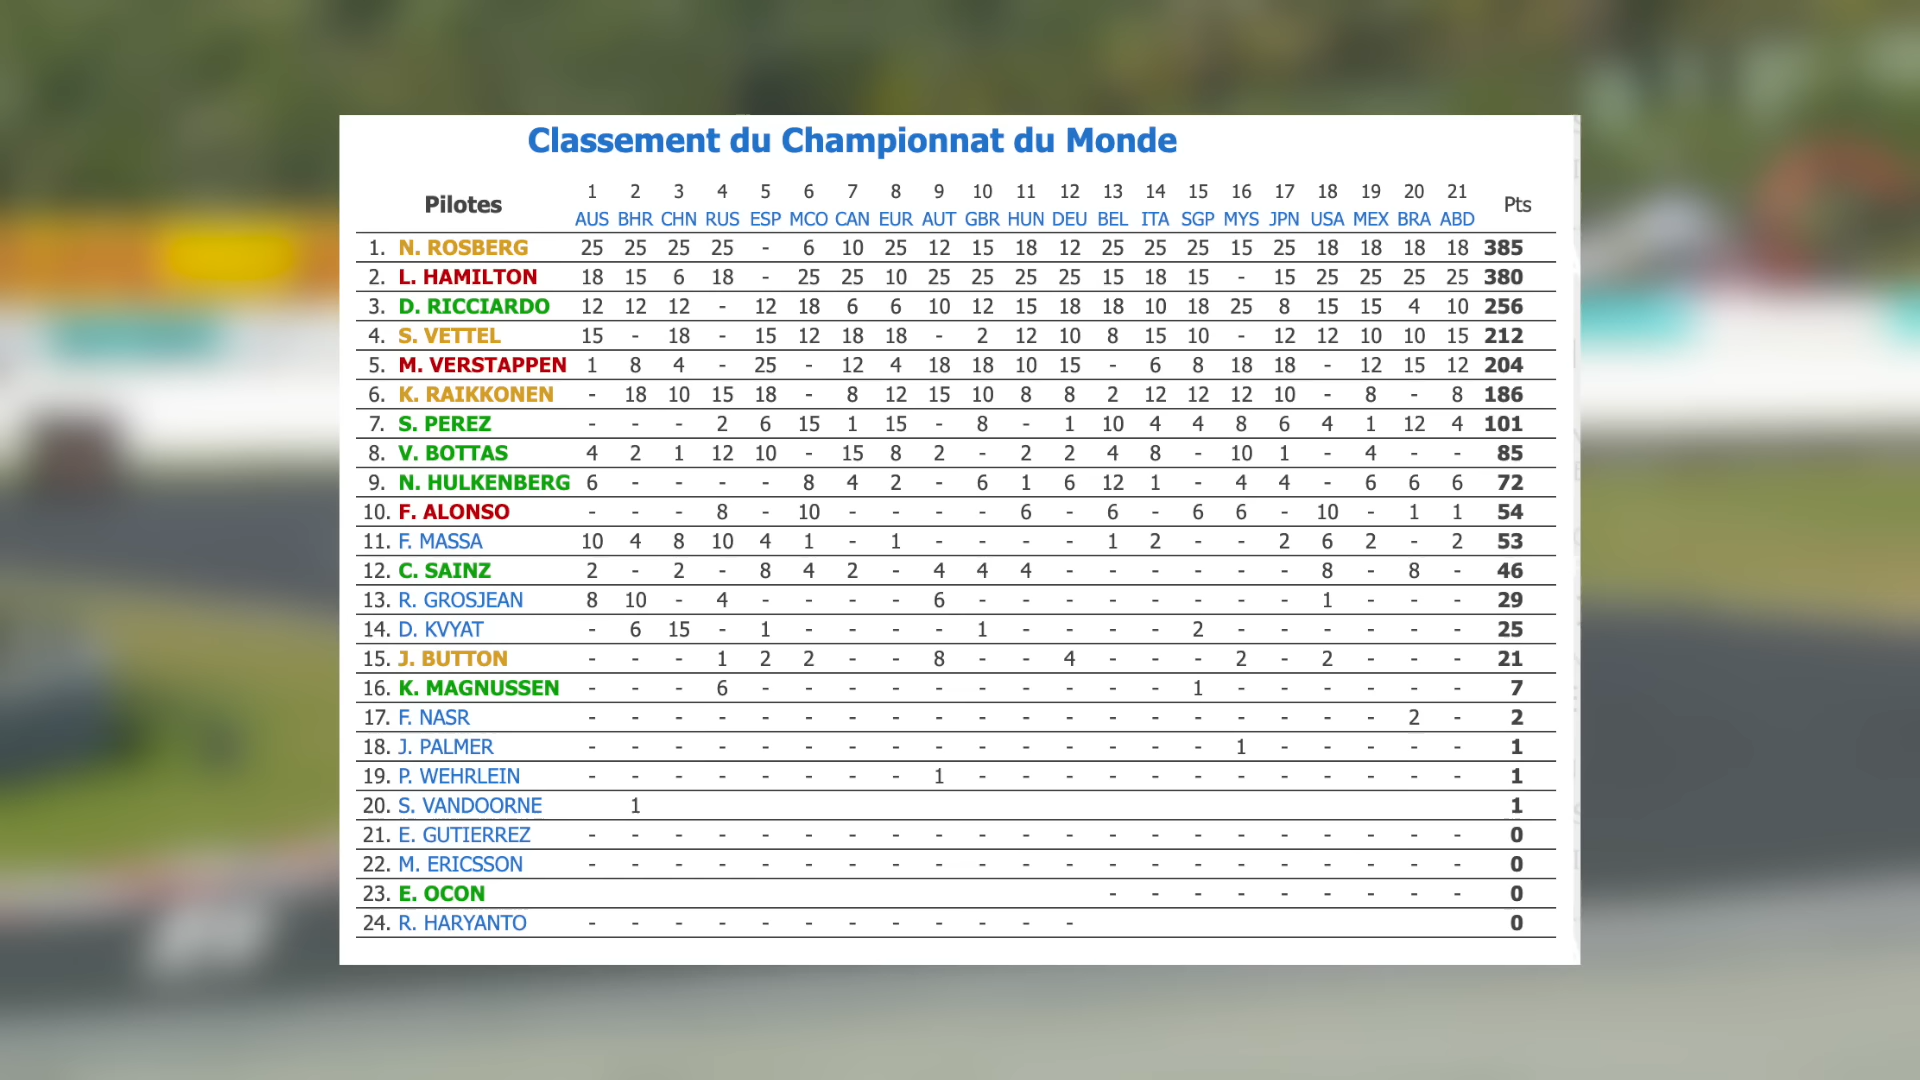 Classement du Championnat du Monde
1 2 3 4 5 6 7 8 9 10 11 12 13 14 15 16 17 18 19 20 21
Pilotes AUS BHR CHN RUS ESP MCO CAN EUR AUT GBR HUN DEU BEL ITA SGP MYS JPN USA MEX BRA ABD Pts
1. N. ROSBERG 25 25 25 25 - 6 10 25 12 15 18 12 25 25 25 15 25 18 18 18 18 385
2. L. HAMILTON 18 15 6 18 - 25 25 10 25 25 25 25 15 18 15 - 15 25 25 25 25 380
3. D. RICCIARDO 12 12 12 - 12 18 6 6 10 12 15 18 18 10 18 25 8 15 15 4 10 256
4. S. VETTEL 15 - 18 - 15 12 18 18 - 2 12 10 8 15 10 - 12 12 10 10 15 212
5. M. VERSTAPPEN 1 8 4 - 25 - 12 4 18 18 10 15 - 6 8 18 18 - 12 15 12 204
6. K. RAIKKONEN - 18 10 15 18 - 8 12 15 10 8 8 2 12 12 12 10 - 8 - 8 186
7. S. PEREZ - - - 2 6 15 1 15 - 8 - 1 10 4 4 8 6 4 1 12 4 101
8. V. BOTTAS 4 2 1 12 10 - 15 8 2 - 2 2 4 8 - 10 1 - 4 - - 85
9. N. HULKENBERG 6 - - - - 8 4 2 - 6 1 6 12 1 - 4 4 - 6 6 6 72
10. F. ALONSO - - - 8 - 10 - - - - 6 - 6 - 6 6 - 10 - 1 1 54
11. F. MASSA 10 4 8 10 4 1 - 1 - - - - 1 2 - - 2 6 2 - 2 53
12. C. SAINZ 2 - 2 - 8 4 2 - 4 4 4 - - - - - - 8 - 8 - 46
13. R. GROSJEAN 8 10 - 4 - - - - 6 - - - - - - - - 1 - - - 29
14. D. KVYAT - 6 15 - 1 - - - - 1 - - - - 2 - - - - - - 25
15. J. BUTTON - - - 1 2 2 - - 8 - - 4 - - - 2 - 2 - - - 21
16. K. MAGNUSSEN - - - 6 - - - - - - - - - - 1 - - - - - - 7
17. F. NASR - - - - - - - - - - - - - - - - - - - 2 - 2
18. J. PALMER - - - - - - - - - - - - - - - 1 - - - - - 1
19. P. WEHRLEIN - - - - - - - - 1 - - - - - - - - - - - - 1
20. S. VANDOORNE 1 1
21. E. GUTIERREZ - - - - - - - - - - - - - - - - - - - - - 0
22. M. ERICSSON - - - - - - - - - - - - - - - - - - - - - 0
23. E. OCON - - - - - - - - - 0
24. R. HARYANTO - - - - - - - - - - - - 0